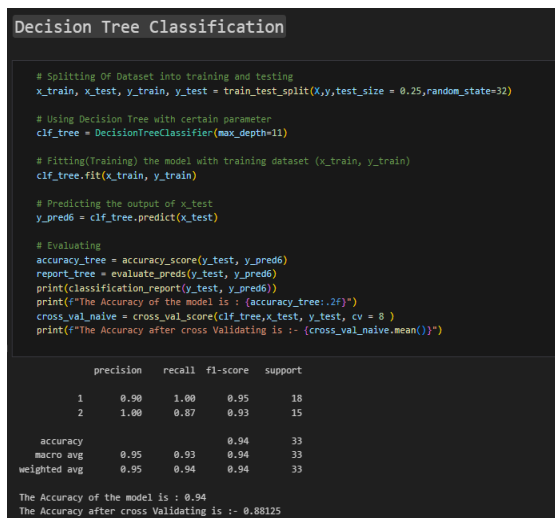 Decision Tree Classification
# Splitting Of Dataset into training and testing
x_train, x_test, y_train, y_test = train_test_split(X,y,test_size = 0.25,random_state=32)
# Using Decision Tree with certain parameter
clf_tree = DecisionTreeClassifier(max_depth=11)
# Fitting(Training) the model with training dataset (x_train, y_train)
clf_tree.fit(x_train, y_train)
# Predicting the output of x_test
y_pred6 = clf_tree.predict(x_test)
# Evaluating
accuracy_tree = accuracy_score(y_test, y_pred6)
report_tree = evaluate_preds(y_test, y_pred6)
print(classification_report(y_test, y_pred6))
print(f"The Accuracy of the model is : {accuracy_tree:.2f}")
cross_val_naive = cross_val_score(clf_tree,x_test, y_test, cv = 8 )
print(f"The Accuracy after cross Validating is :- {cross_val_naive.mean()}")
precision recall f1-score support
1 0.90 1.00 0.95 18
2 1.00 0.87 0.93 15
accuracy 0.94 33
macro avg 0.95 0.93 0.94 33
weighted avg 0.95 0.94 0.94 33
The Accuracy of the model is : 0.94
The Accuracy after cross Validating is :- 0.88125